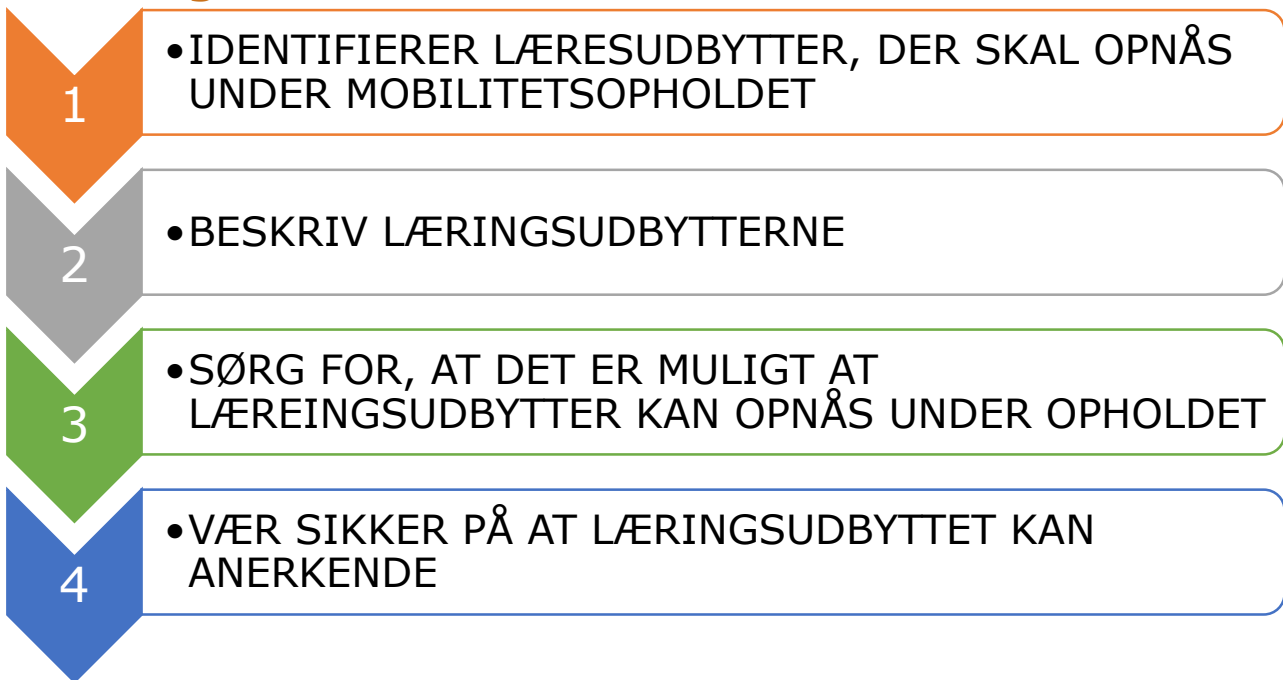 1
•IDENTIFIERER LÆRESUDBYTTER, DER SKAL OPNÅS
UNDER MOBILITETSOPHOLDET
2
•BESKRIV LÆRINGSUDBYTTERNE
3
•SØRG FOR, AT DET ER MULIGT AT
LÆREINGSUDBYTTER KAN OPNÅS UNDER OPHOLDET
4
•VÆR SIKKER PÅ AT LÆRINGSUDBYTTET KAN
ANERKENDE